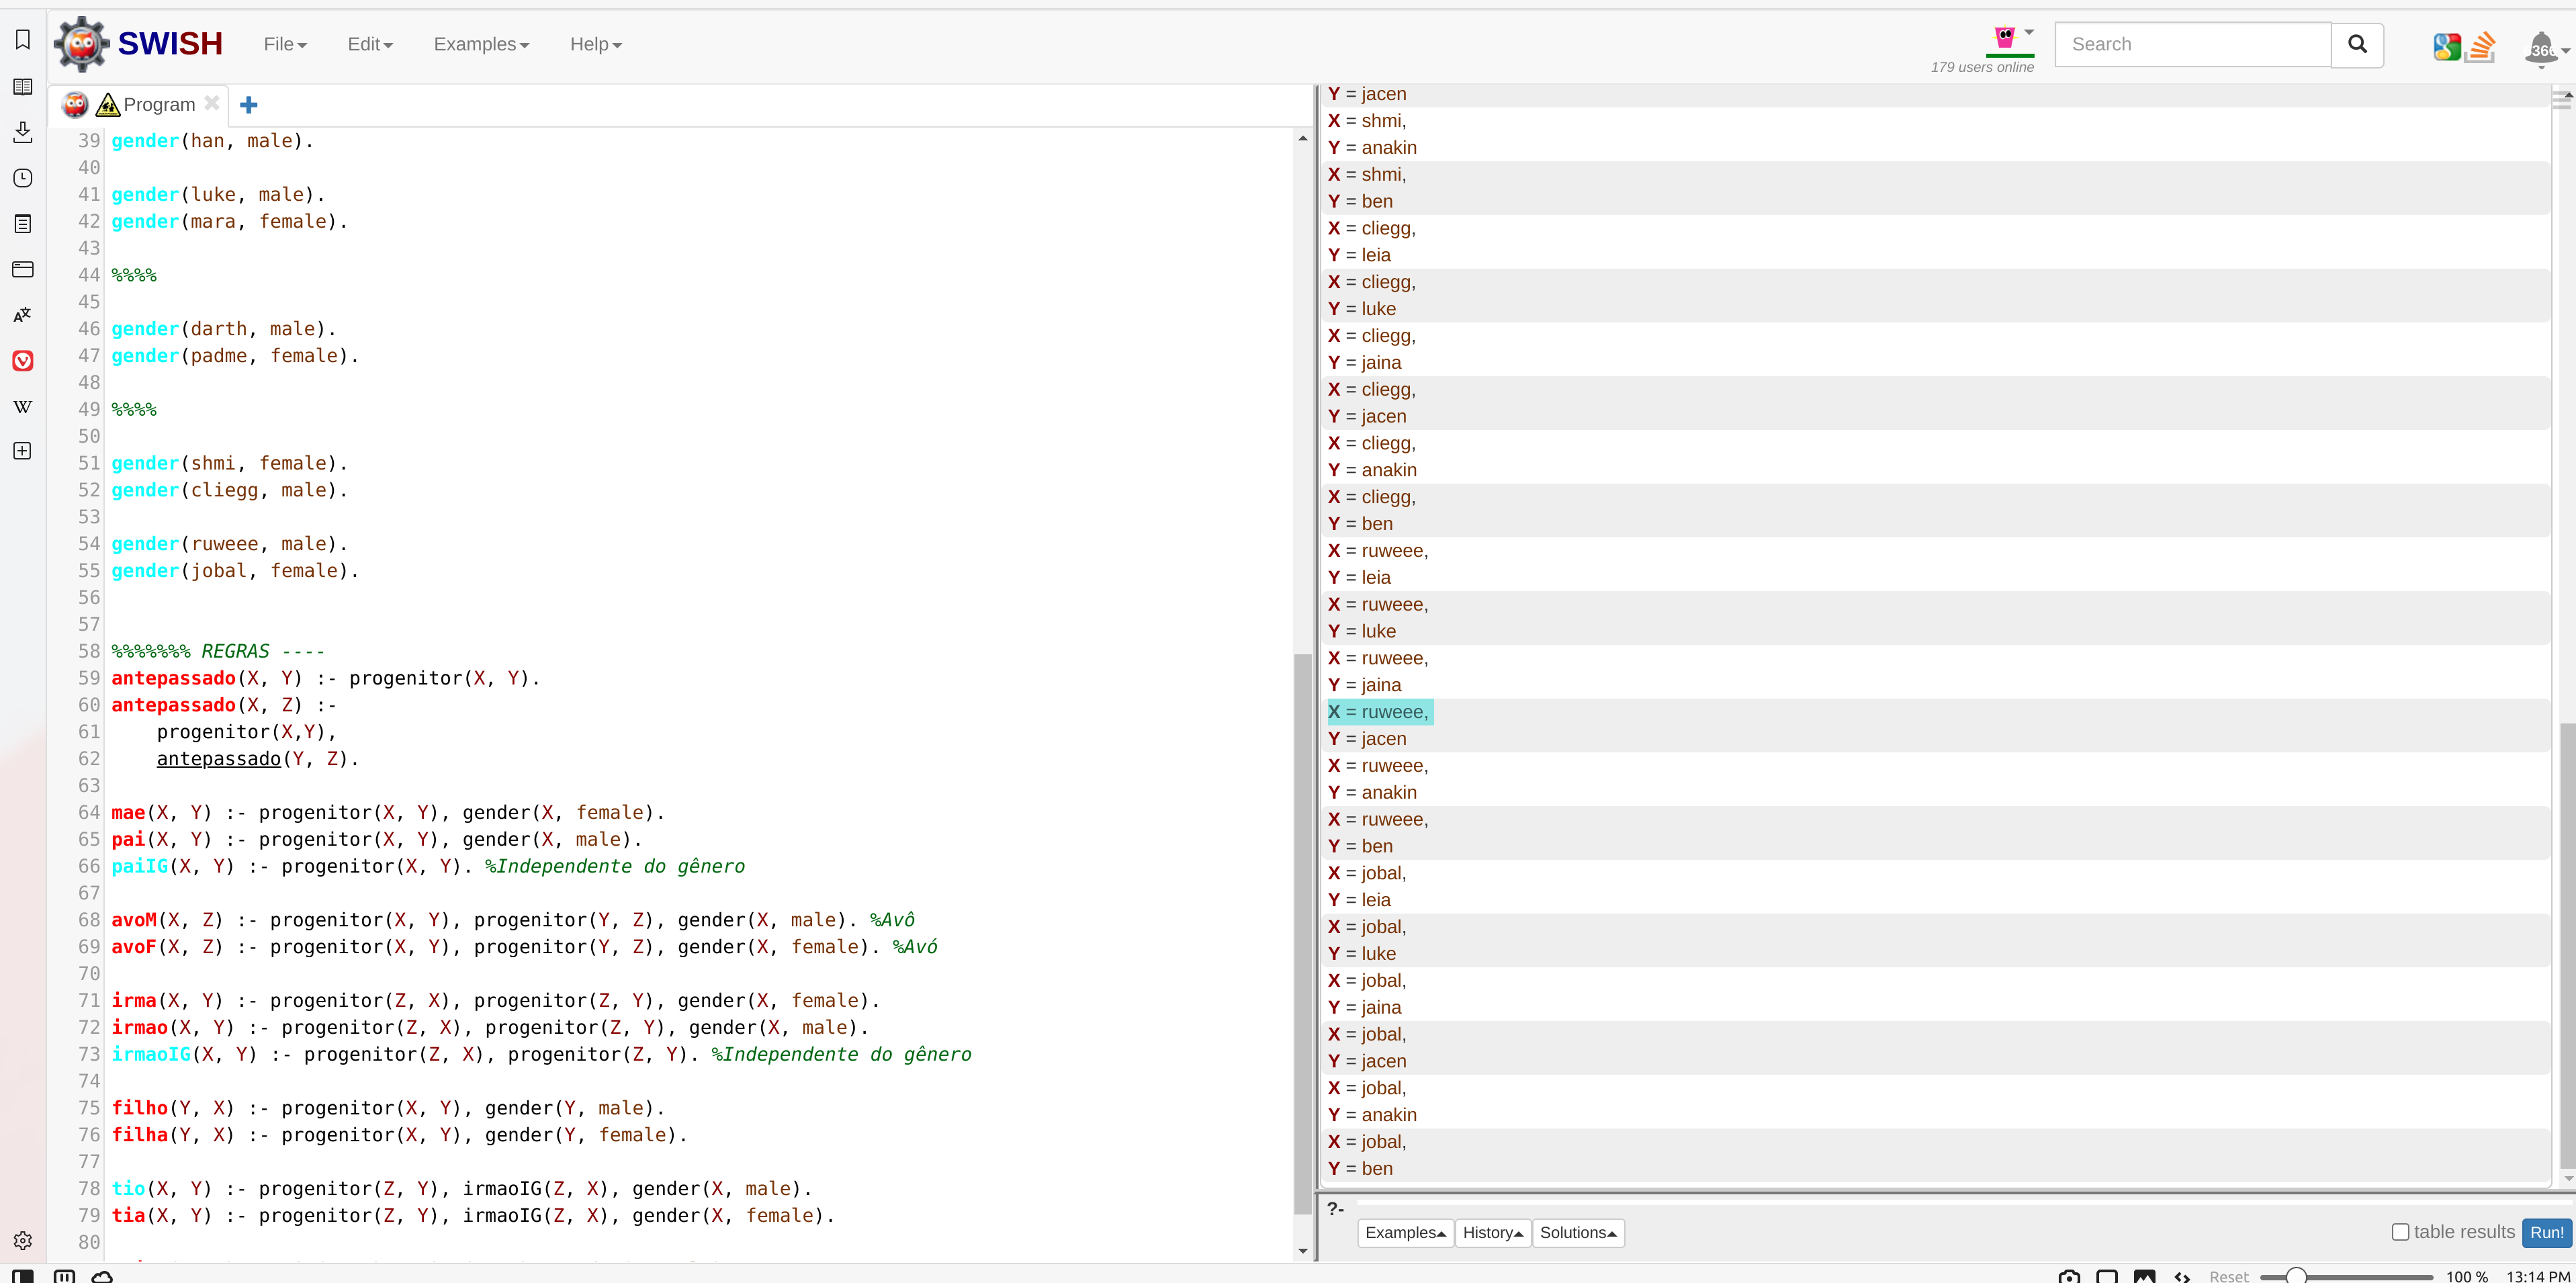 SWISH File Edit Examples Help
179 users online
Search
Program
39 gender(han, male).
40
41 gender(luke, male).
42 gender(mara, female).
43
44 %%%%
45
46 gender(darth, male).
47 gender(padme, female).
48
49 %%%%
50
51 gender(shmi, female).
52 gender(cliegg, male).
53
54 gender(ruweee, male).
55 gender(jobal, female).
56
57
58 %%%%%%% REGRAS ----
59 antepassado(X, Y) :- progenitor(X, Y).
60 antepassado(X, Z) :-
61     progenitor(X,Y),
62     antepassado(Y, Z).
63
64 mae(X, Y) :- progenitor(X, Y), gender(X, female).
65 pai(X, Y) :- progenitor(X, Y), gender(X, male).
66 paiIG(X, Y) :- progenitor(X, Y). %Independente do gênero
67
68 avoM(X, Z) :- progenitor(X, Y), progenitor(Y, Z), gender(X, male). %Avô
69 avoF(X, Z) :- progenitor(X, Y), progenitor(Y, Z), gender(X, female). %Avó
70
71 irma(X, Y) :- progenitor(Z, X), progenitor(Z, Y), gender(X, female).
72 irmao(X, Y) :- progenitor(Z, X), progenitor(Z, Y), gender(X, male).
73 irmaoIG(X, Y) :- progenitor(Z, X), progenitor(Z, Y). %Independente do gênero
74
75 filho(Y, X) :- progenitor(X, Y), gender(Y, male).
76 filha(Y, X) :- progenitor(X, Y), gender(Y, female).
77
78 tio(X, Y) :- progenitor(Z, Y), irmaoIG(Z, X), gender(X, male).
79 tia(X, Y) :- progenitor(Z, Y), irmaoIG(Z, X), gender(X, female).
80
Y = jacen
X = shmi,
Y = anakin
X = shmi,
Y = ben
X = cliegg,
Y = leia
X = cliegg,
Y = luke
X = cliegg,
Y = jaina
X = cliegg,
Y = jacen
X = cliegg,
Y = anakin
X = cliegg,
Y = ben
X = ruweee,
Y = leia
X = ruweee,
Y = luke
X = ruweee,
Y = jaina
X = ruweee,
Y = jacen
X = ruweee,
Y = anakin
X = ruweee,
Y = ben
X = jobal,
Y = leia
X = jobal,
Y = luke
X = jobal,
Y = jaina
X = jobal,
Y = jacen
X = jobal,
Y = anakin
X = jobal,
Y = ben
?-
Examples History Solutions table results Run!
Reset 100 % 13:14 PM